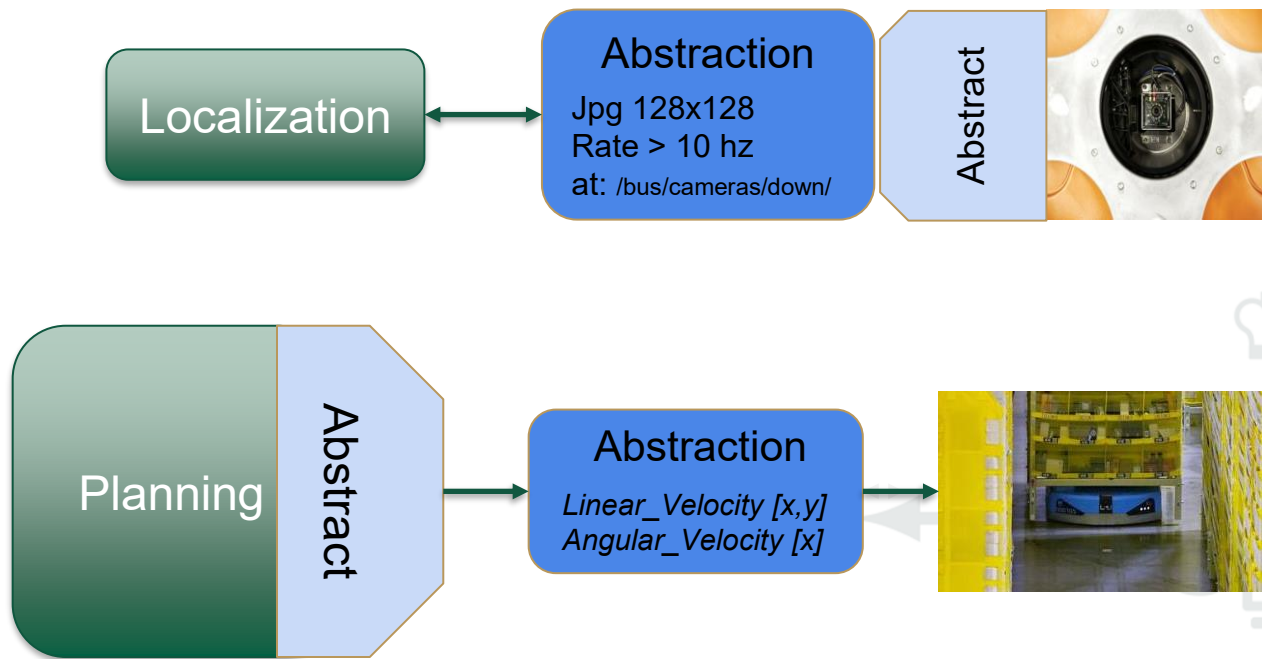 Localization
Abstraction
Jpg 128x128
Rate > 10 hz
at: /bus/cameras/down/
Abstract
Planning
Abstract
Abstraction
Linear_Velocity [x,y]
Angular_Velocity [x]